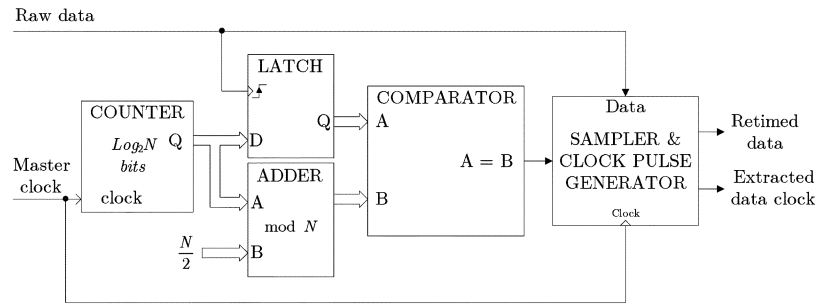 Raw data
LATCH
COUNTER
Log₂N
bits
Q
D
Q
COMPARATOR
A
A = B
B
Data
SAMPLER &
CLOCK PULSE
GENERATOR
Clock
Retimed
data
Extracted
data clock
Master
clock
clock
ADDER
A
mod N
N
2
B